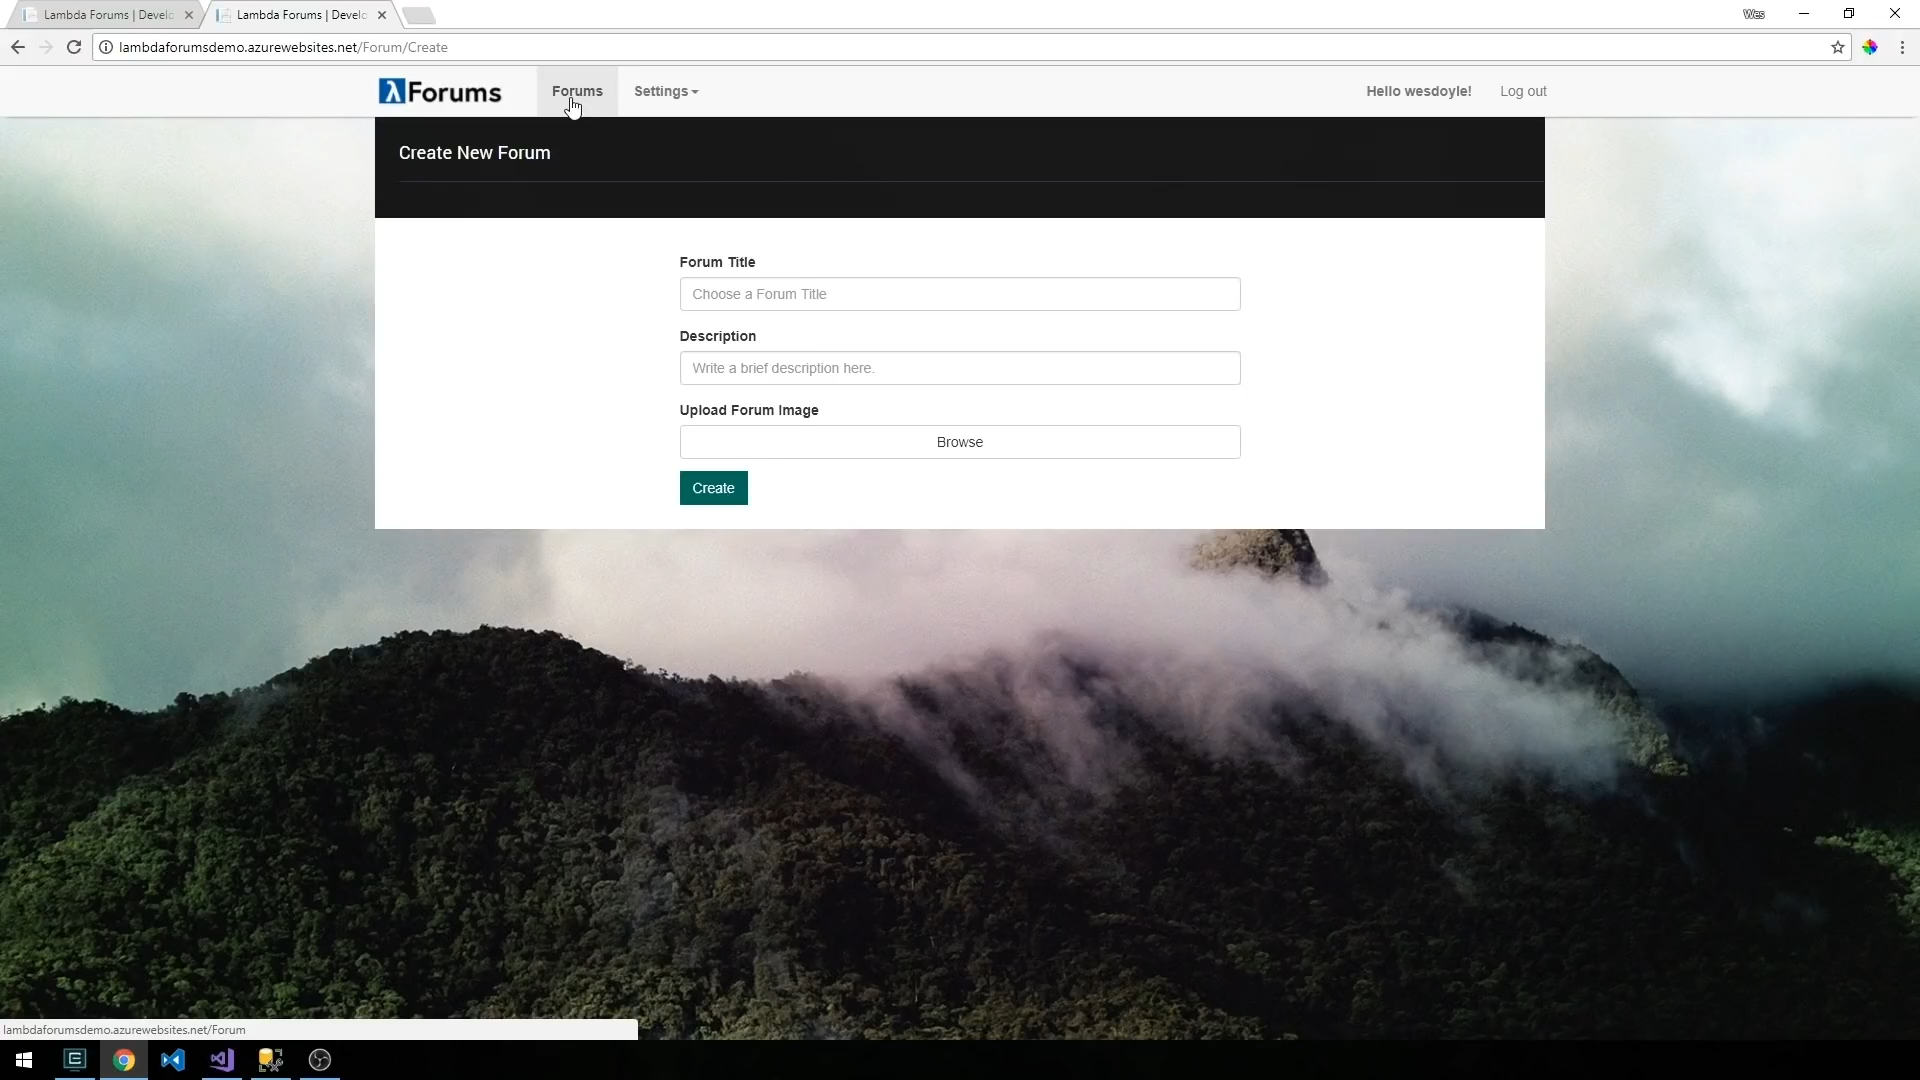 Lambda Forums | Develo
Lambda Forums | Develo
Wes
lambdaforumsdemo.azurewebsites.net/Forum/Create
λForums
Forums
Settings
Hello wesdoyle!
Log out
Create New Forum
Forum Title
Choose a Forum Title
Description
Write a brief description here.
Upload Forum Image
Browse
Create
lambdaforumsdemo.azurewebsites.net/Forum